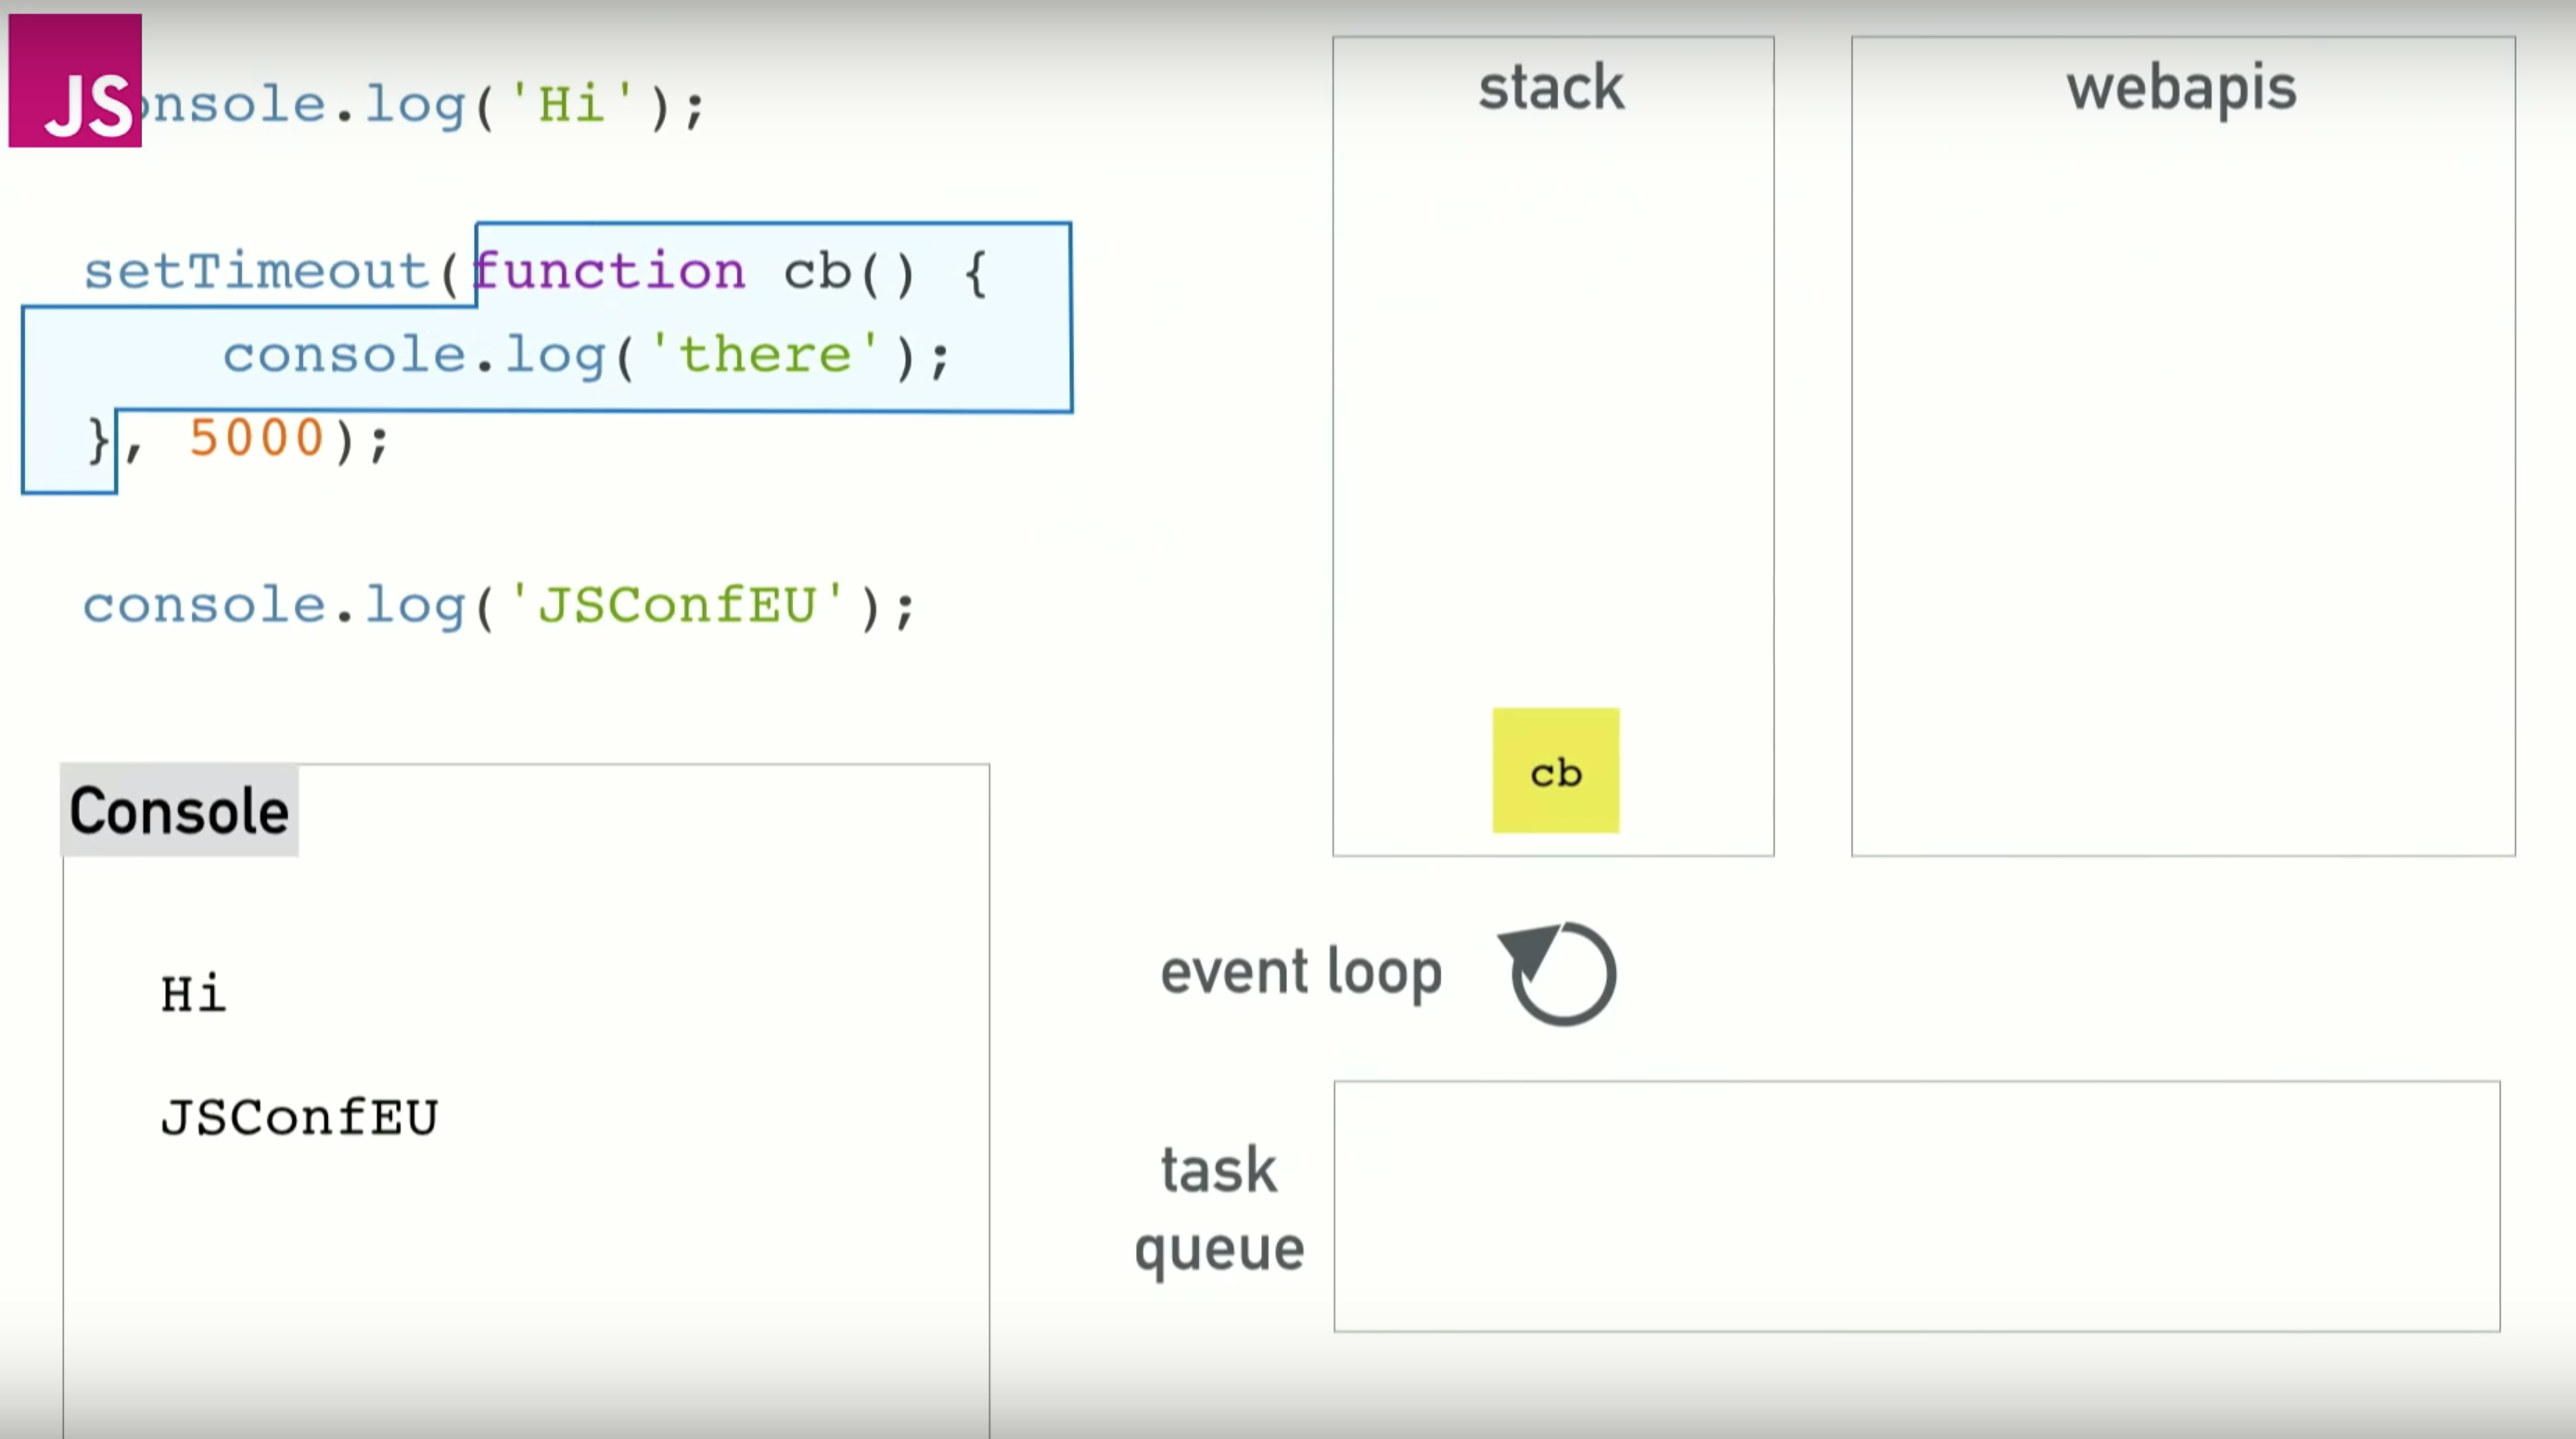 JS
onsole.log('Hi');
setTimeout(function cb() {
console.log('there');
}, 5000);
console.log('JSConfEU');
Console
Hi
JSConfEU
stack
cb
webapis
event loop
task
queue